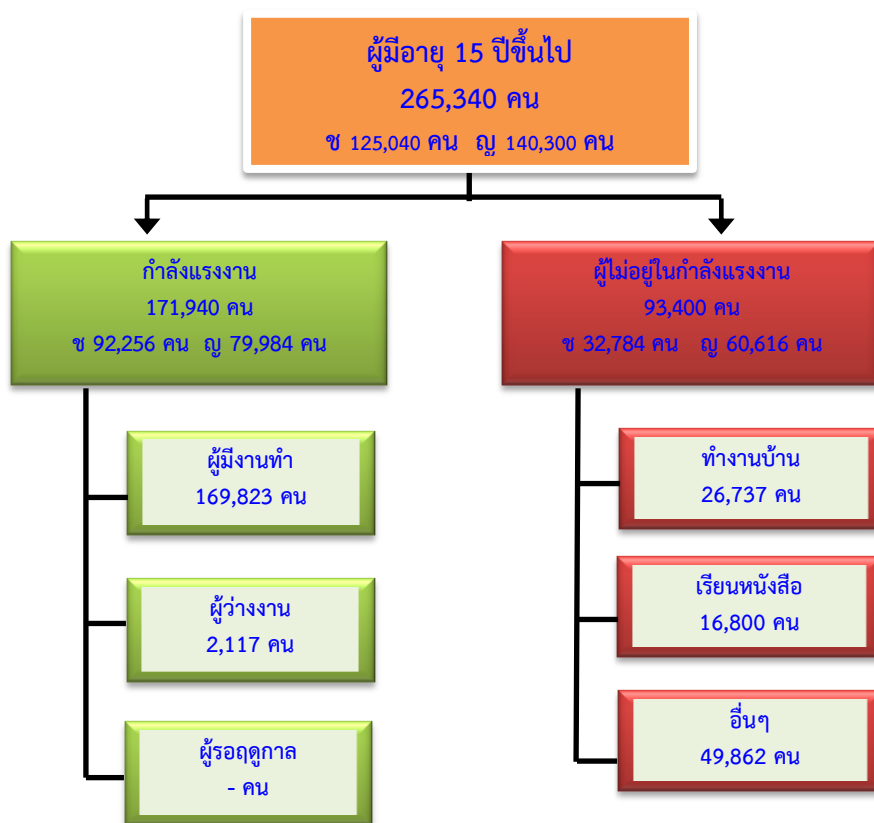 ผู้มีอายุ 15 ปีขึ้นไป
265,340 คน
ช 125,040 คน ญ 140,300 คน
กำลังแรงงาน
171,940 คน
ช 92,256 คน ญ 79,984 คน
ผู้ไม่อยู่ในกำลังแรงงาน
93,400 คน
ช 32,784 คน ญ 60,616 คน
ผู้มีงานทำ
169,823 คน
ผู้ว่างงาน
2,117 คน
ผู้รอฤดูกาล
- คน
ทำงานบ้าน
26,737 คน
เรียนหนังสือ
16,800 คน
อื่นๆ
49,862 คน